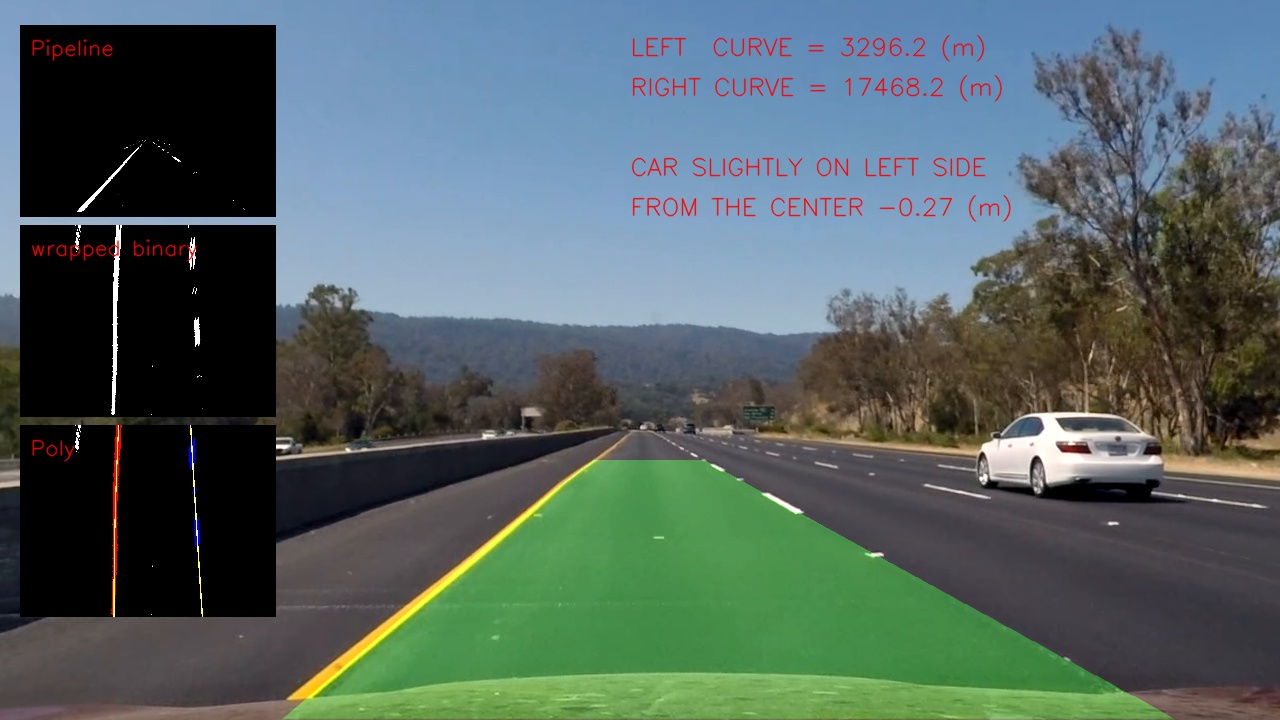 Pipeline
wrapped binary
Poly
LEFT CURVE = 3296.2 (m)
RIGHT CURVE = 17468.2 (m)
CAR SLIGHTLY ON LEFT SIDE
FROM THE CENTER -0.27 (m)